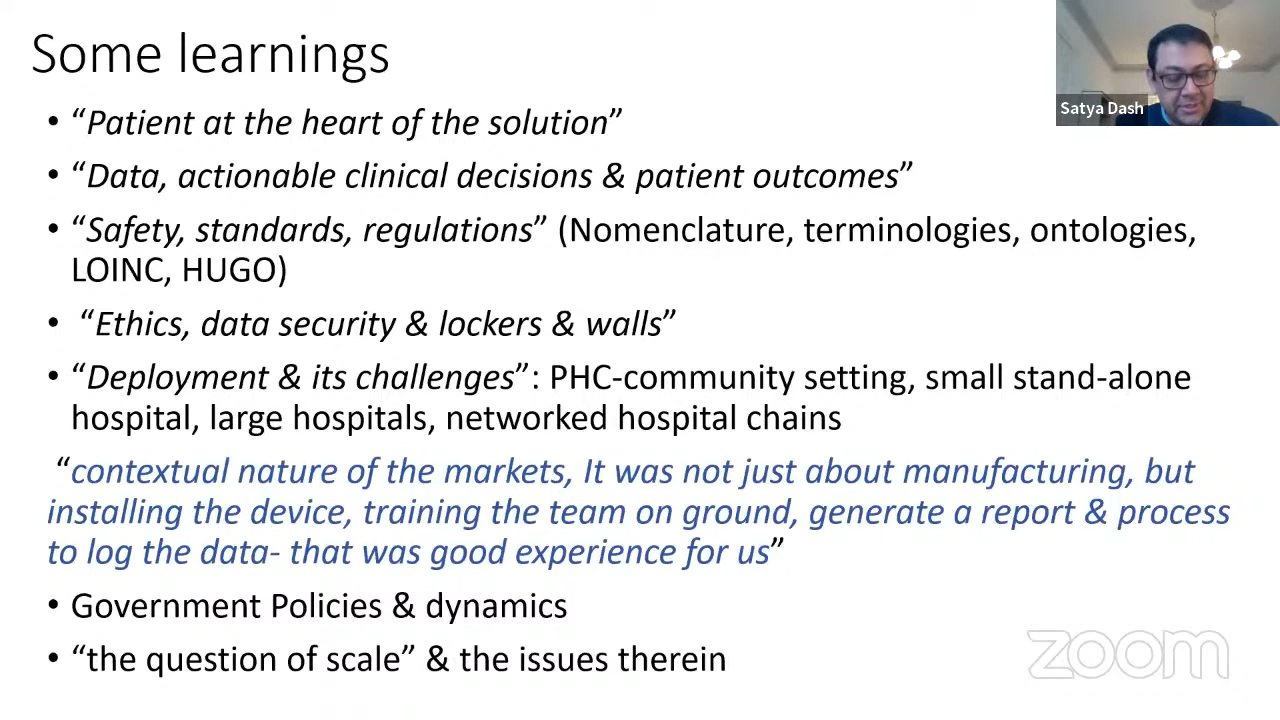 Some learnings
Satya Dash
• “Patient at the heart of the solution”
• “Data, actionable clinical decisions & patient outcomes”
• “Safety, standards, regulations” (Nomenclature, terminologies, ontologies,
LOINC, HUGO)
• “Ethics, data security & lockers & walls”
• “Deployment & its challenges”: PHC-community setting, small stand-alone
hospital, large hospitals, networked hospital chains
“contextual nature of the markets, It was not just about manufacturing, but
installing the device, training the team on ground, generate a report & process
to log the data- that was good experience for us”
• Government Policies & dynamics
• “the question of scale” & the issues therein
zoom